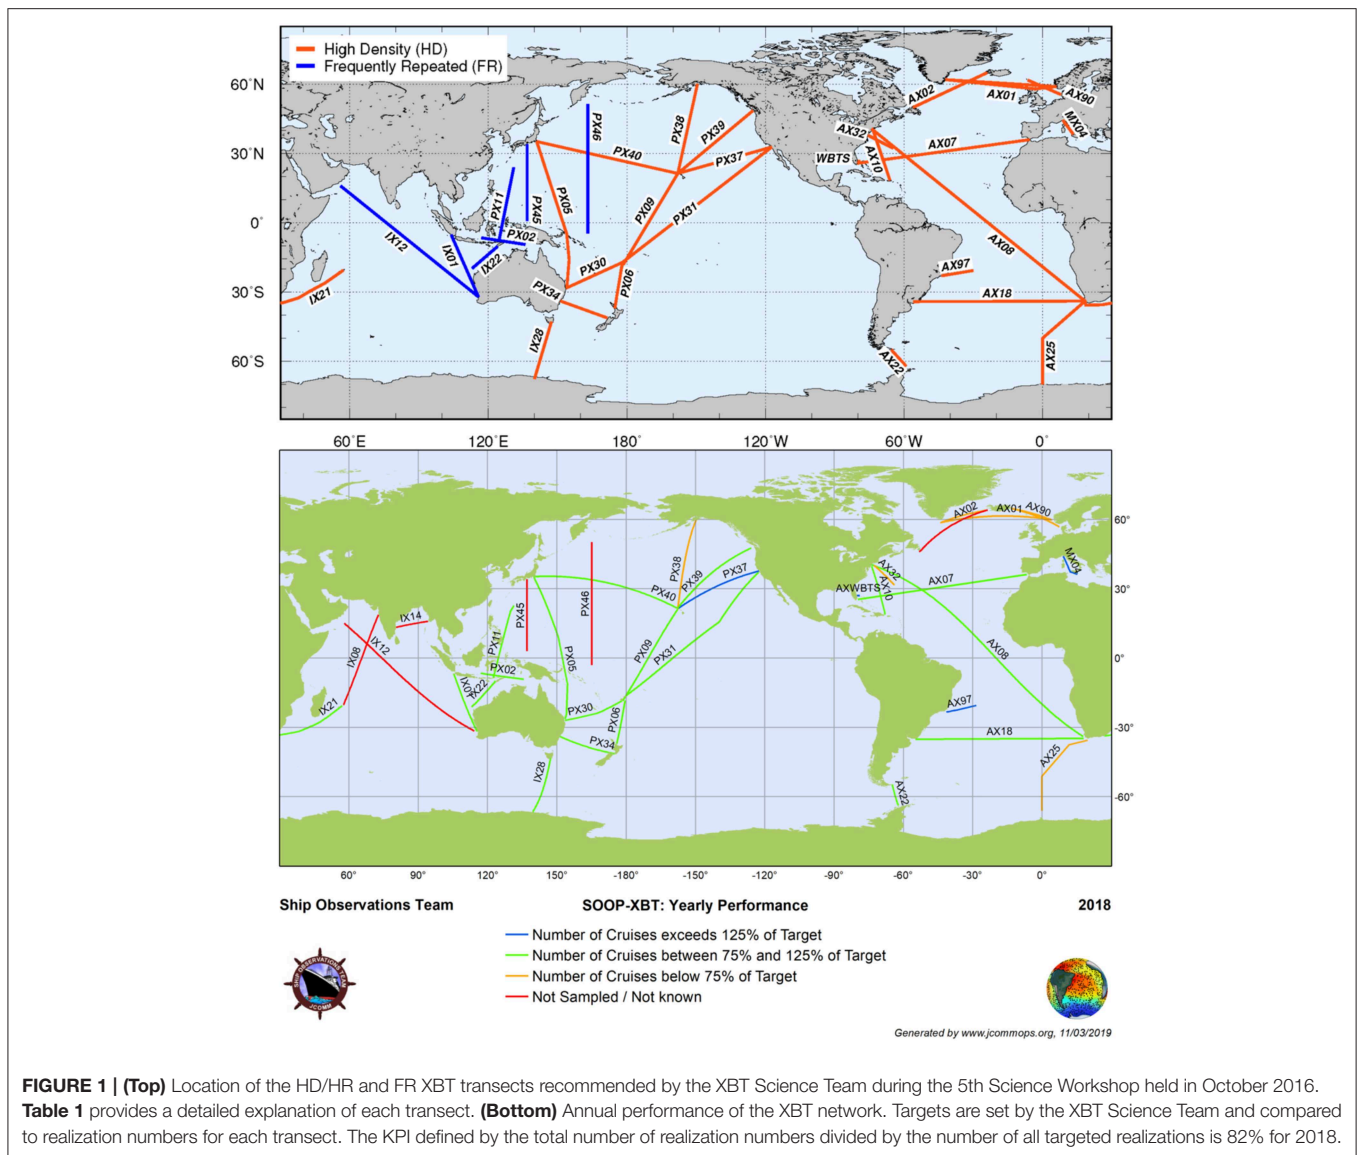 High Density (HD)
Frequently Repeated (FR)
60°N
30°N
0°
30°S
60°S
AX02
AX01
AX90
MX04
AX32
AX07
WBTS
AX10
PX38
PX39
PX46
PX40
PX37
PX11
PX45
PX05
PX09
PX31
PX02
IX12
IX01
IX22
AX08
PX30
PX06
AX97
IX21
PX34
AX18
IX28
AX22
AX25
60°E
120°E
180°
120°W
60°W
0°
AX02
AX01
AX90
60°
MX04
PX38
PX39
PX37
AX32
AX07
AXWBTS
AX10
30°
PX40
PX45
PX46
IX14
PX11
IX12
IX08
PX09
PX31
PX05
PX02
AX08
0°
IX01
IX22
IX21
PX30
PX06
AX97
-30°
PX34
AX18
IX28
AX25
AX22
-60°
60°
90°
120°
150°
-180°
-150°
-120°
-90°
-60°
-30°
0°
Ship Observations Team
SOOP-XBT: Yearly Performance
2018
Number of Cruises exceeds 125% of Target
Number of Cruises between 75% and 125% of Target
Number of Cruises below 75% of Target
Not Sampled / Not known
SHIP OBSERVATIONS TEAM
JCOMM
Generated by www.jcommops.org, 11/03/2019
FIGURE 1 | (Top) Location of the HD/HR and FR XBT transects recommended by the XBT Science Team during the 5th Science Workshop held in October 2016.
Table 1 provides a detailed explanation of each transect. (Bottom) Annual performance of the XBT network. Targets are set by the XBT Science Team and compared
to realization numbers for each transect. The KPI defined by the total number of realization numbers divided by the number of all targeted realizations is 82% for 2018.